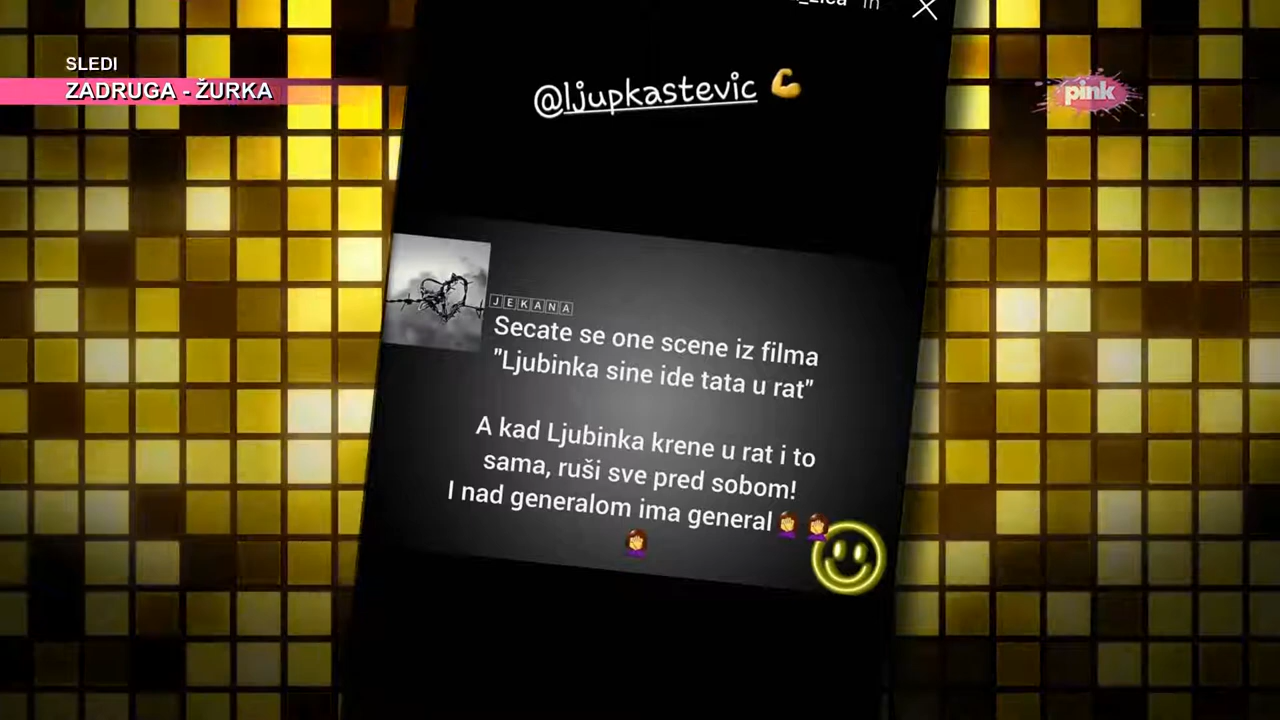 SLEDI
ZADRUGA - ŽURKA
pink
@ljupkastevic 💪
JEKANA
Secate se one scene iz filma
"Ljubinka sine ide tata u rat"
A kad Ljubinka krene u rat i to
sama, ruši sve pred sobom!
I nad generalom ima general🤦‍♀️🤦‍♀️
🤦‍♀️